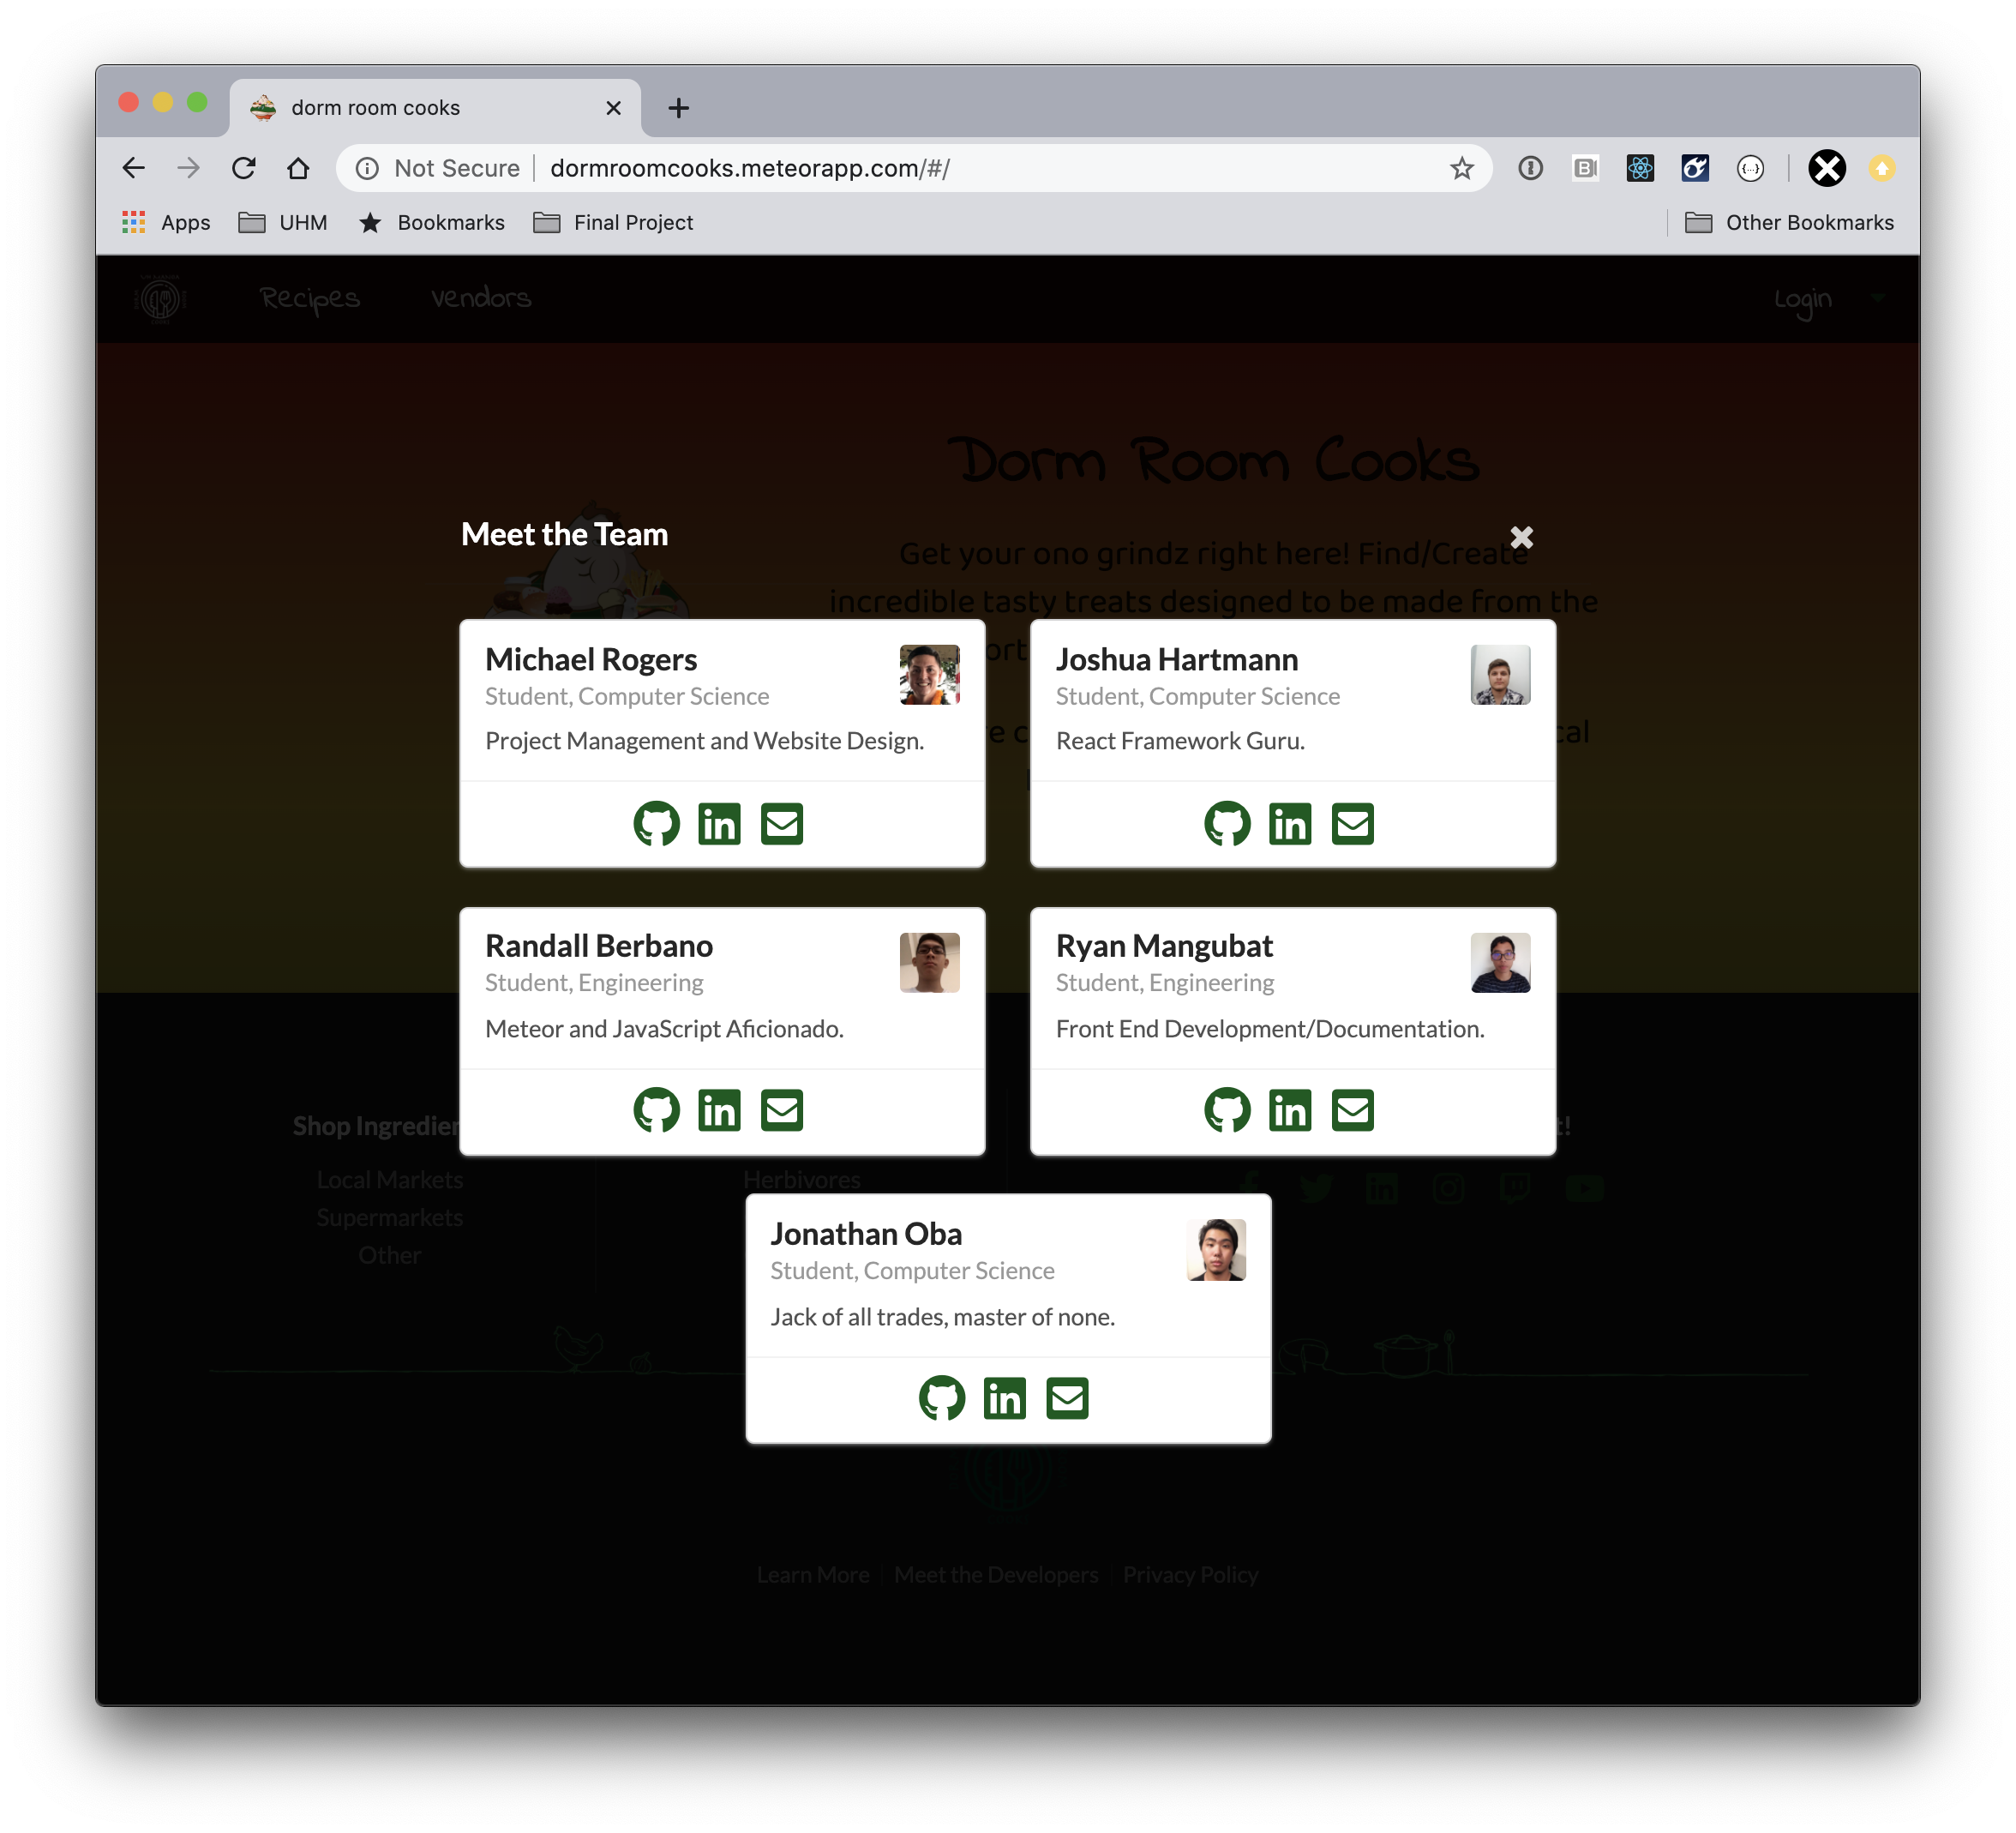 dorm room cooks
Not Secure
dormroomcooks.meteorapp.com/#/
Apps
UHM
Bookmarks
Final Project
Other Bookmarks
Recipes
Vendors
Login
Dorm Room Cooks
Meet the Team
Get your ono grindz right here! Find/Create
incredible tasty treats designed to be made from the
Michael Rogers
Student, Computer Science
Project Management and Website Design.
Joshua Hartmann
Student, Computer Science
React Framework Guru.
Randall Berbano
Student, Engineering
Meteor and JavaScript Aficionado.
Ryan Mangubat
Student, Engineering
Front End Development/Documentation.
Shop Ingredien
Local Markets
Supermarkets
Other
Herbivores
Jonathan Oba
Student, Computer Science
Jack of all trades, master of none.
Learn More
Meet the Developers
Privacy Policy